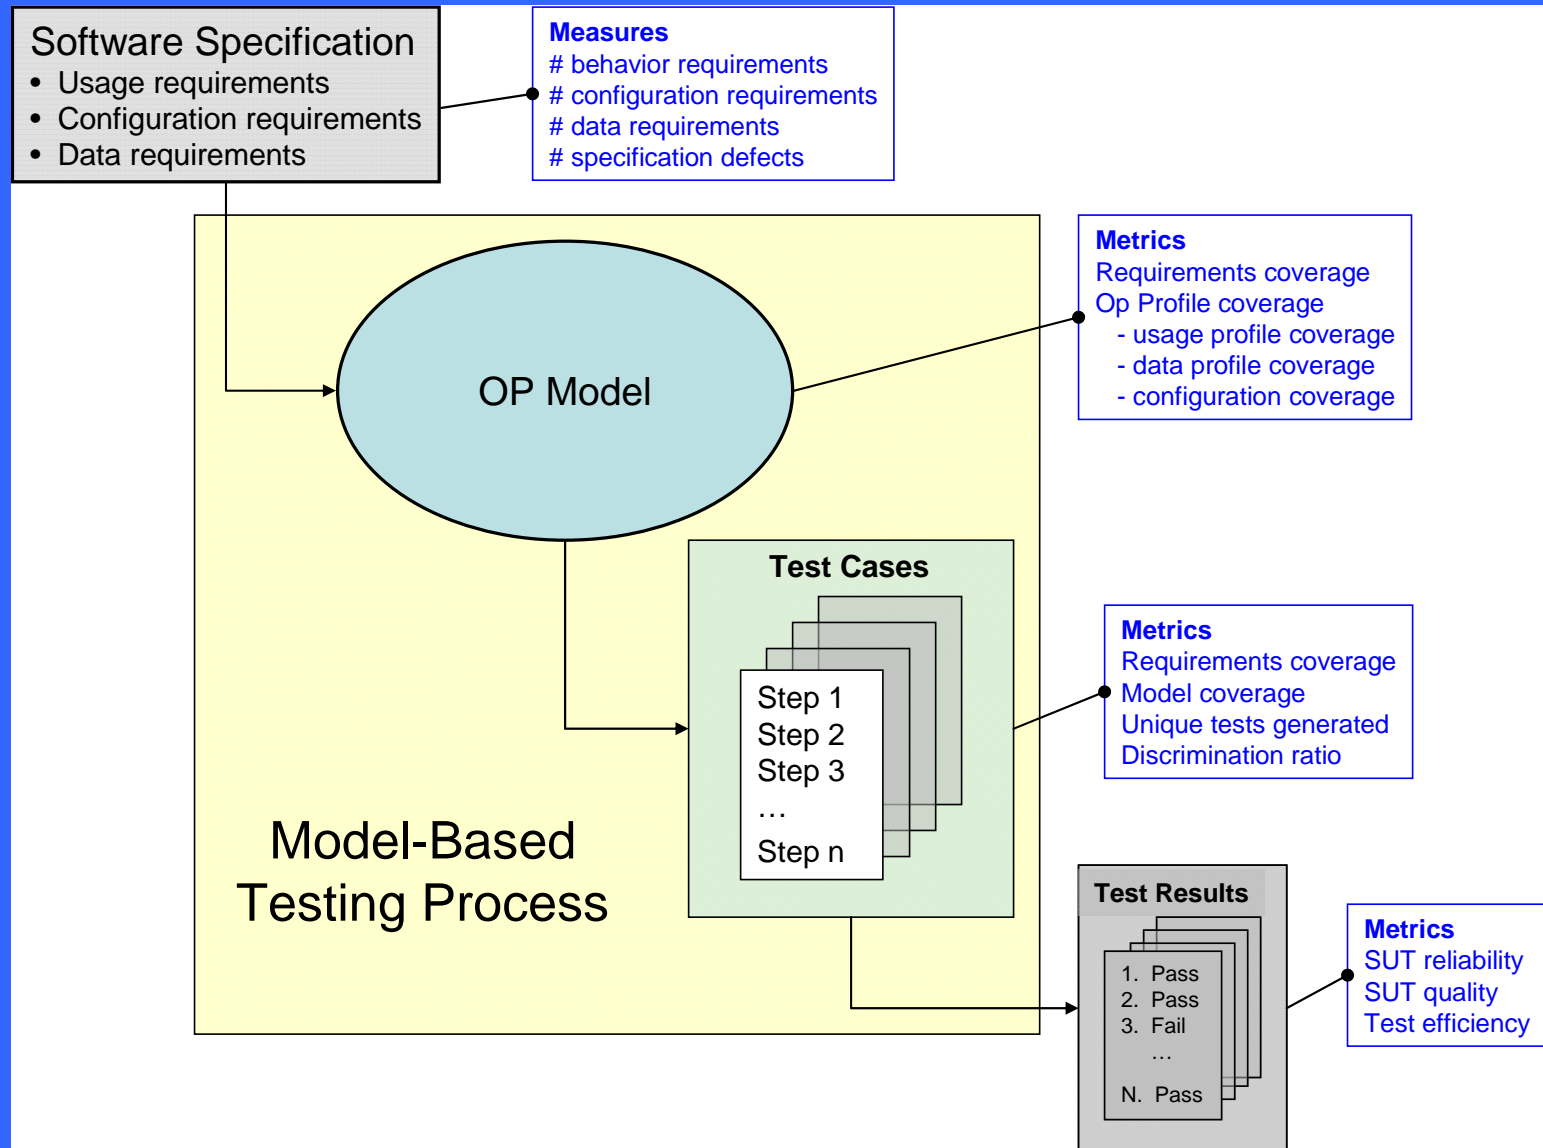 Software Specification
• Usage requirements
• Configuration requirements
• Data requirements
Measures
# behavior requirements
# configuration requirements
# data requirements
# specification defects
OP Model
Metrics
Requirements coverage
Op Profile coverage
- usage profile coverage
- data profile coverage
- configuration coverage
Test Cases
Step 1
Step 2
Step 3
…
Step n
Metrics
Requirements coverage
Model coverage
Unique tests generated
Discrimination ratio
Model-Based
Testing Process
Test Results
1. Pass
2. Pass
3. Fail
…
N. Pass
Metrics
SUT reliability
SUT quality
Test efficiency